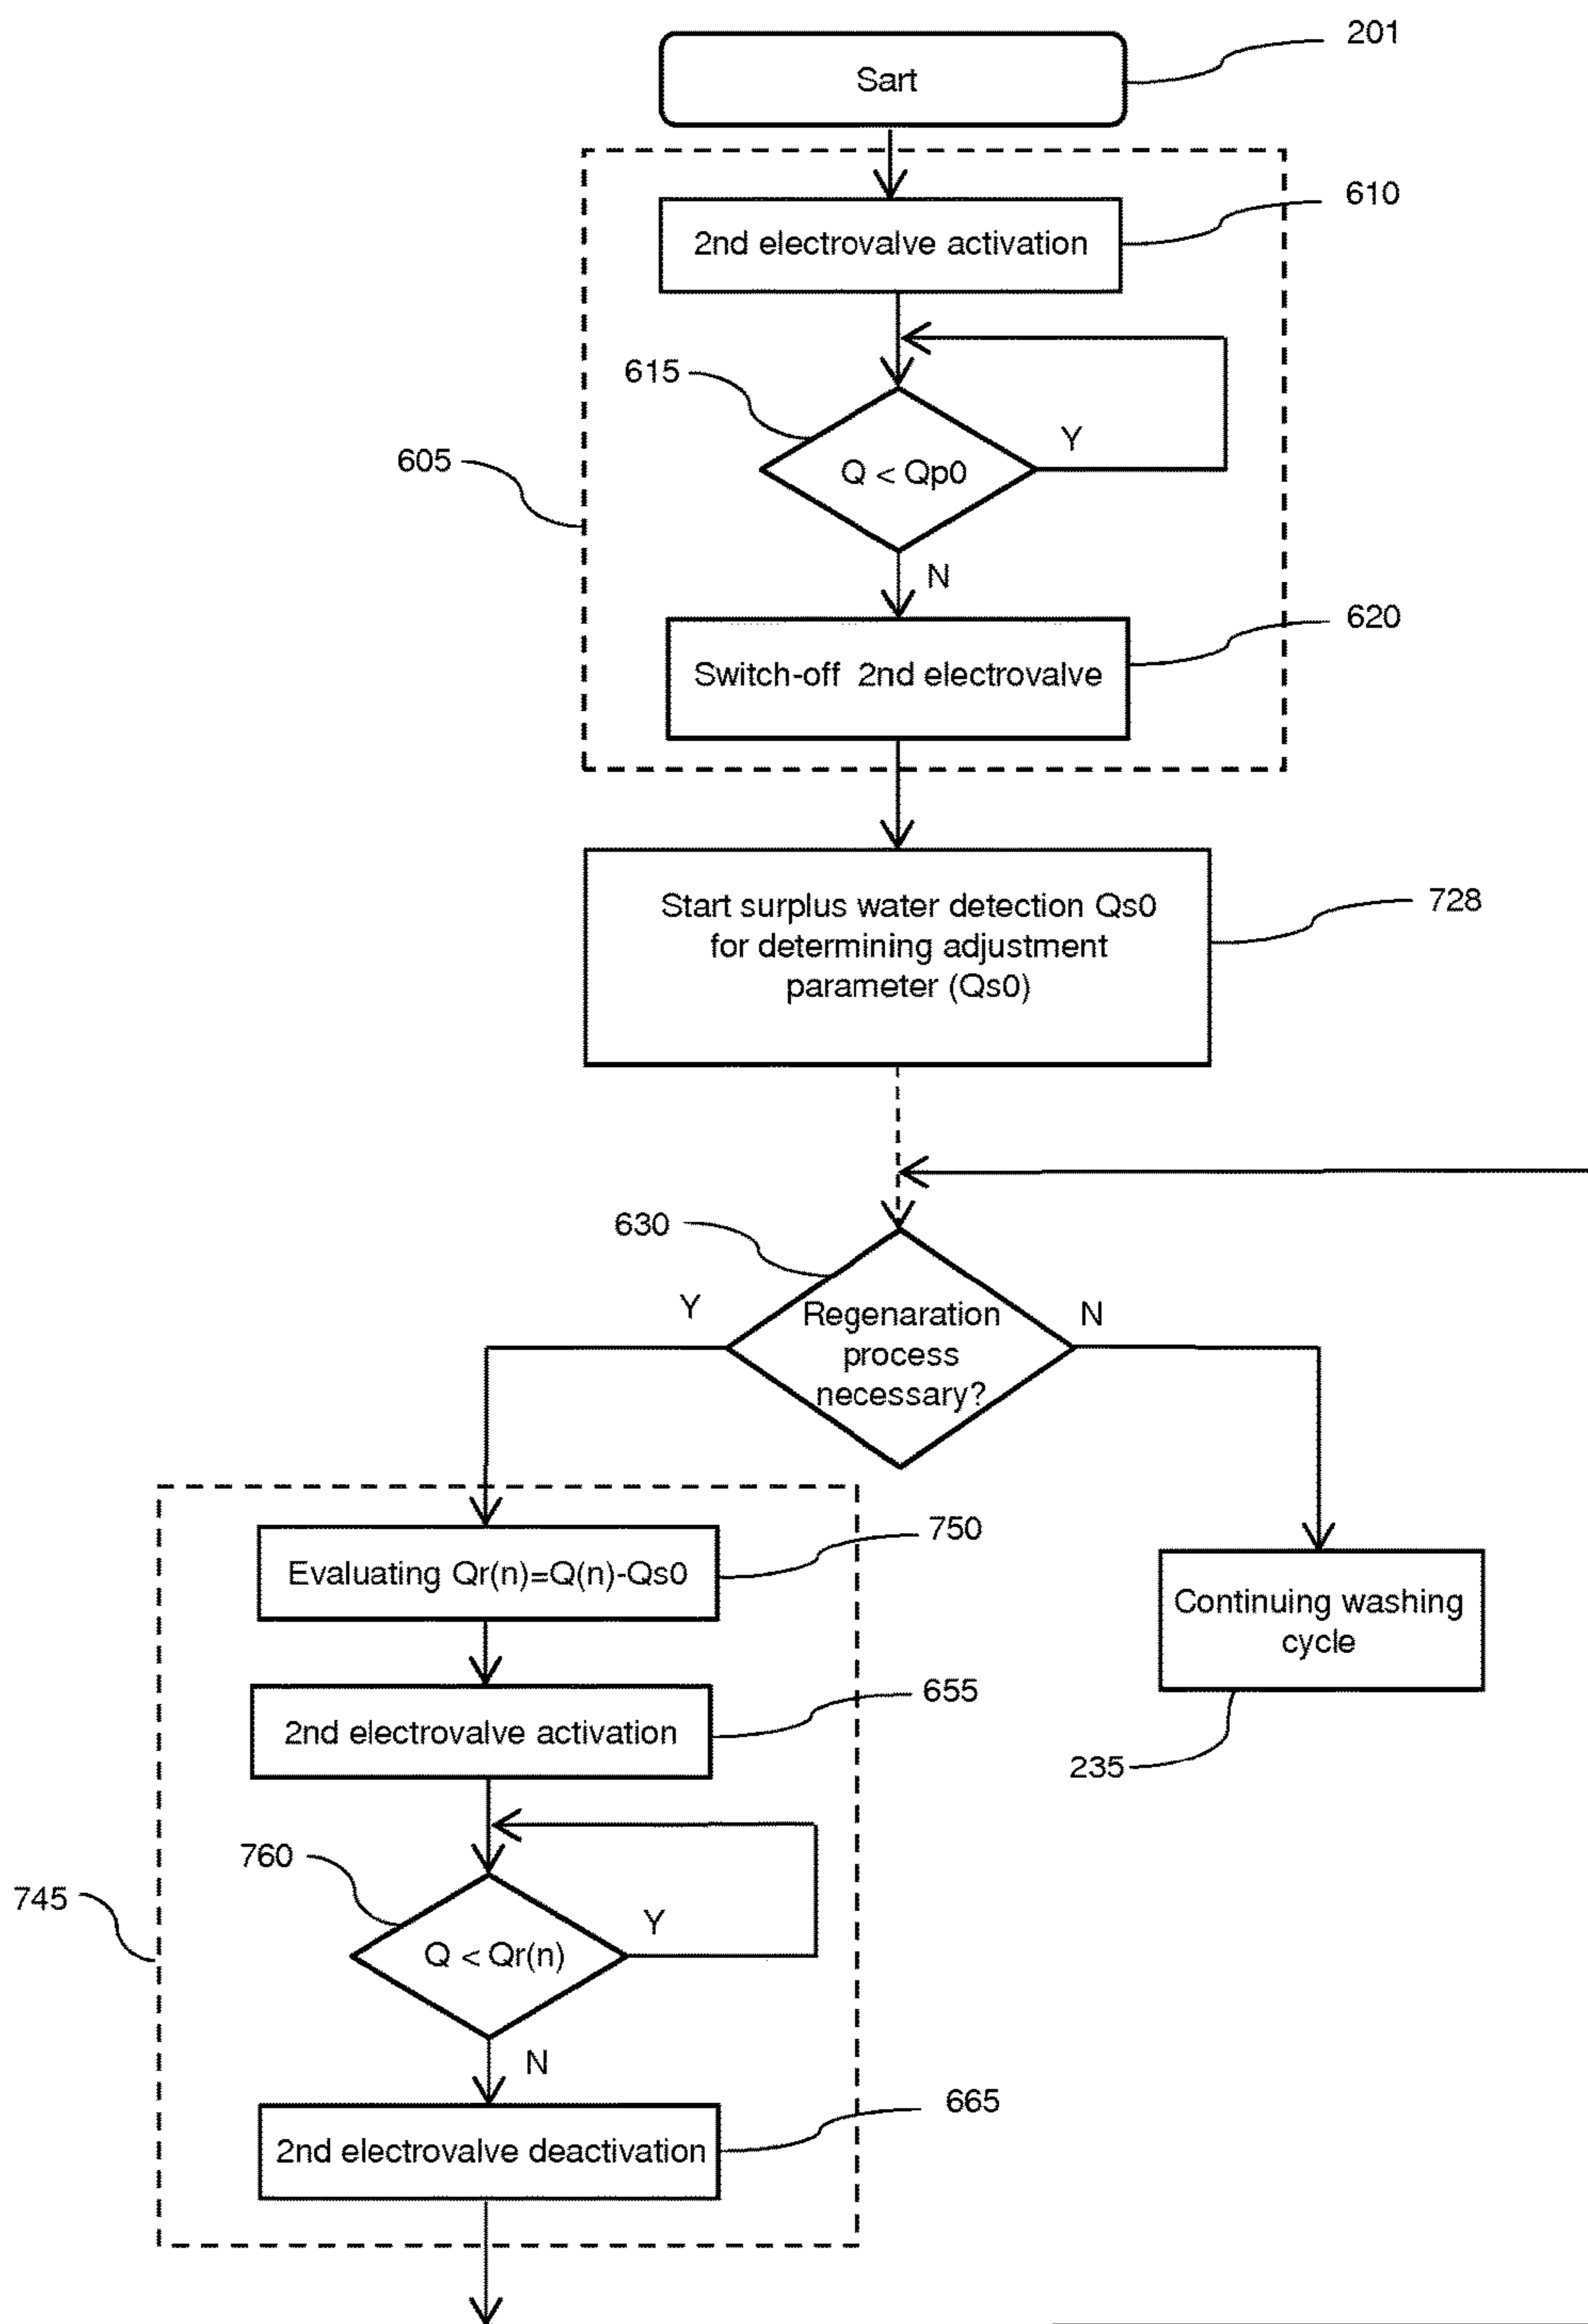 Sart
201
2nd electrovalve activation
610
615
Q < Qp0
Y
605
N
Switch-off 2nd electrovalve
620
Start surplus water detection Qs0
for determining adjustment
parameter (Qs0)
728
630
Y
Regenaration
process
necessary?
N
Evaluating Qr(n)=Q(n)-Qs0
750
Continuing washing
cycle
235
2nd electrovalve activation
655
760
Q < Qr(n)
Y
745
N
2nd electrovalve deactivation
665